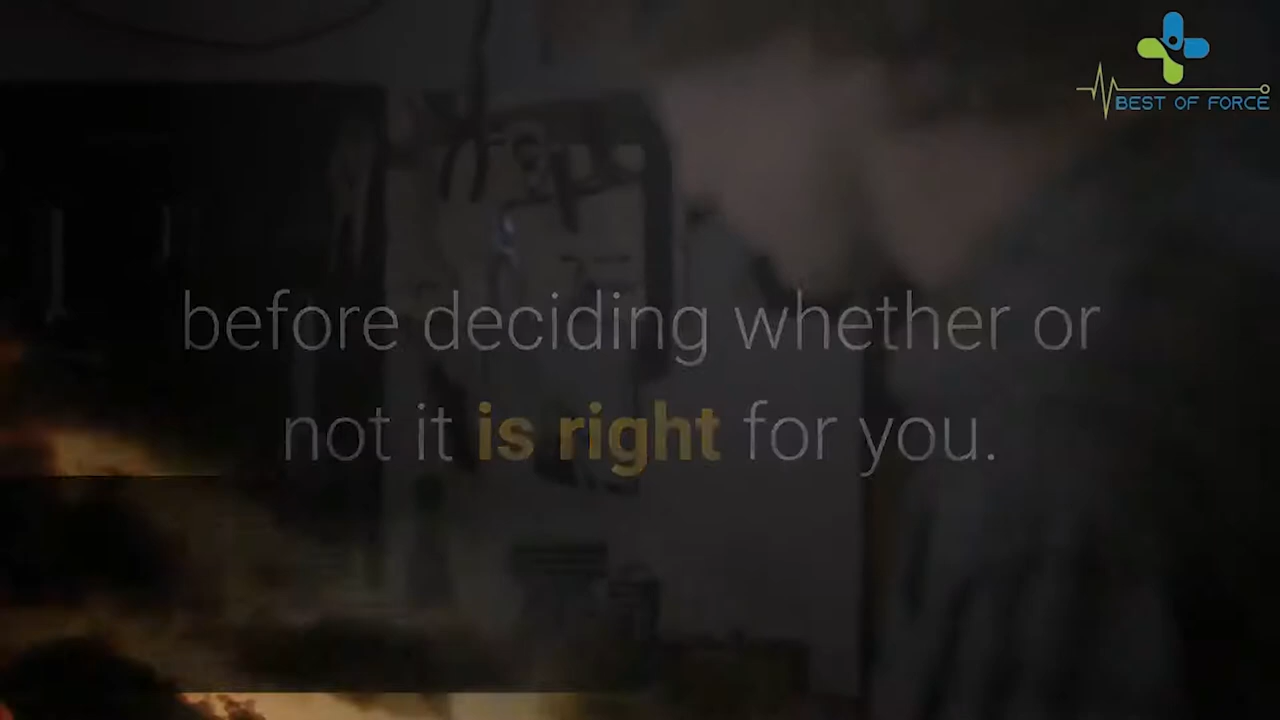 BEST OF FORCE
before deciding whether or
not it is right for you.